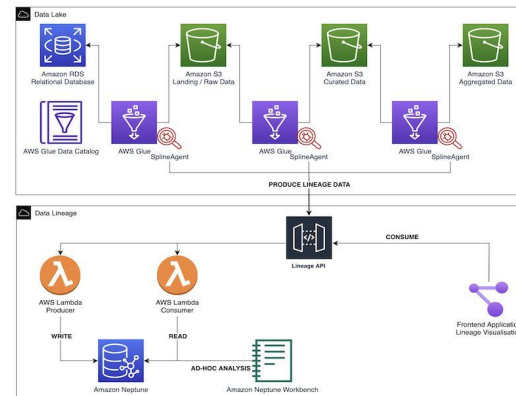 Data Lake
Amazon RDS
Relational Database
Amazon S3
Landing / Raw Data
Amazon S3
Curated Data
Amazon S3
Aggregated Data
AWS Glue Data Catalog
AWS Glue
SplineAgent
AWS Glue
SplineAgent
AWS Glue
SplineAgent
PRODUCE LINEAGE DATA
Data Lineage
Lineage API
CONSUME
AWS Lambda
Producer
AWS Lambda
Consumer
Frontend Applicatio
Lineage Visualisatio
WRITE
READ
AD-HOC ANALYSIS
Amazon Neptune
Amazon Neptune Workbench